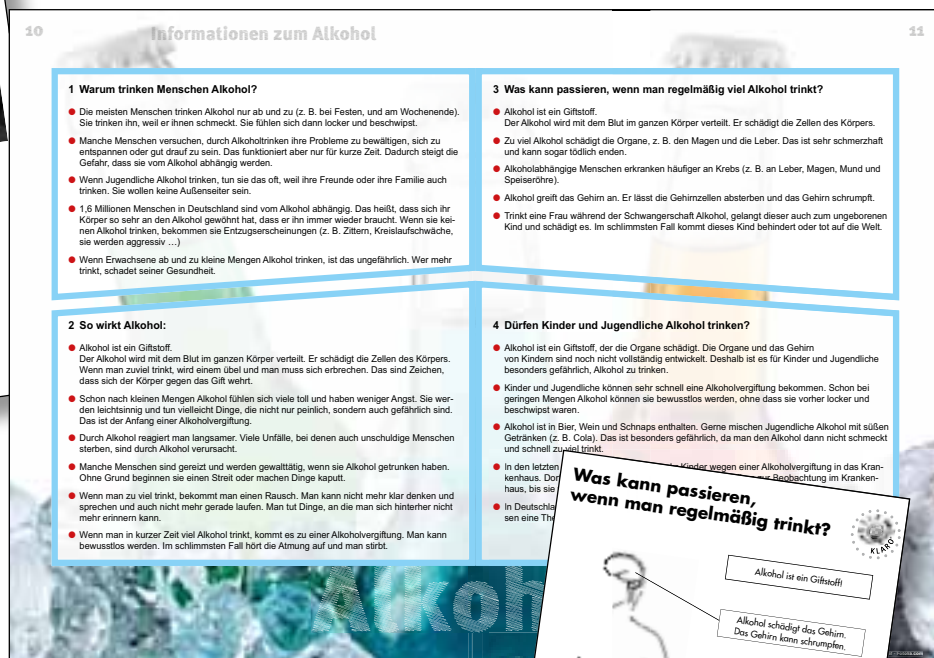 10
Informationen zum Alkohol
11
1 Warum trinken Menschen Alkohol?
● Die meisten Menschen trinken Alkohol nur ab und zu (z. B. bei Festen, und am Wochenende).
Sie trinken ihn, weil er ihnen schmeckt. Sie fühlen sich dann locker und beschwipst.
● Manche Menschen versuchen, durch Alkoholtrinken ihre Probleme zu bewältigen, sich zu
entspannen oder gut drauf zu sein. Das funktioniert aber nur für kurze Zeit. Dadurch steigt die
Gefahr, dass sie vom Alkohol abhängig werden.
● Wenn Jugendliche Alkohol trinken, tun sie das oft, weil ihre Freunde oder ihre Familie auch
trinken. Sie wollen keine Außenseiter sein.
● 1,6 Millionen Menschen in Deutschland sind vom Alkohol abhängig. Das heißt, dass sich ihr
Körper so sehr an den Alkohol gewöhnt hat, dass er ihn immer wieder braucht. Wenn sie kei-
nen Alkohol trinken, bekommen sie Entzugserscheinungen (z. B. Zittern, Kreislaufschwäche,
sie werden aggressiv …)
● Wenn Erwachsene ab und zu kleine Mengen Alkohol trinken, ist das ungefährlich. Wer mehr
trinkt, schadet seiner Gesundheit.
2 So wirkt Alkohol:
● Alkohol ist ein Giftstoff.
Der Alkohol wird mit dem Blut im ganzen Körper verteilt. Er schädigt die Zellen des Körpers.
Wenn man zuviel trinkt, wird einem übel und man muss sich erbrechen. Das sind Zeichen,
dass sich der Körper gegen das Gift wehrt.
● Schon nach kleinen Mengen Alkohol fühlen sich viele toll und haben weniger Angst. Sie wer-
den leichtsinnig und tun vielleicht Dinge, die nicht nur peinlich, sondern auch gefährlich sind.
Das ist der Anfang einer Alkoholvergiftung.
● Durch Alkohol reagiert man langsamer. Viele Unfälle, bei denen auch unschuldige Menschen
sterben, sind durch Alkohol verursacht.
● Manche Menschen sind gereizt und werden gewalttätig, wenn sie Alkohol getrunken haben.
Ohne Grund beginnen sie einen Streit oder machen Dinge kaputt.
● Wenn man zu viel trinkt, bekommt man einen Rausch. Man kann nicht mehr klar denken und
sprechen und auch nicht mehr gerade laufen. Man tut Dinge, an die man sich hinterher nicht
mehr erinnern kann.
● Wenn man in kurzer Zeit viel Alkohol trinkt, kommt es zu einer Alkoholvergiftung. Man kann
bewusstlos werden. Im schlimmsten Fall hört die Atmung auf und man stirbt.
3 Was kann passieren, wenn man regelmäßig viel Alkohol trinkt?
● Alkohol ist ein Giftstoff.
Der Alkohol wird mit dem Blut im ganzen Körper verteilt. Er schädigt die Zellen des Körpers.
● Zu viel Alkohol schädigt die Organe, z. B. den Magen und die Leber. Das ist sehr schmerzhaft
und kann sogar tödlich enden.
● Alkoholabhängige Menschen erkranken häufiger an Krebs (z. B. an Leber, Magen, Mund und
Speiseröhre).
● Alkohol greift das Gehirn an. Er lässt die Gehirnzellen absterben und das Gehirn schrumpft.
● Trinkt eine Frau während der Schwangerschaft Alkohol, gelangt dieser auch zum ungeborenen
Kind und schädigt es. Im schlimmsten Fall kommt dieses Kind behindert oder tot auf die Welt.
4 Dürfen Kinder und Jugendliche Alkohol trinken?
● Alkohol ist ein Giftstoff, der die Organe schädigt. Die Organe und das Gehirn
von Kindern sind noch nicht vollständig entwickelt. Deshalb ist es für Kinder und Jugendliche
besonders gefährlich, Alkohol zu trinken.
● Kinder und Jugendliche können sehr schnell eine Alkoholvergiftung bekommen. Schon bei
geringen Mengen Alkohol können sie bewusstlos werden, ohne dass sie vorher locker und
beschwipst waren.
● Alkohol ist in Bier, Wein und Schnaps enthalten. Gerne mischen Jugendliche Alkohol mit süßen
Getränken (z. B. Cola). Das ist besonders gefährlich, da man den Alkohol dann nicht schmeckt
und schnell zu viel trinkt.
● In den letzten Kinder wegen einer Alkoholvergiftung in das Kran-
kenhaus. Beobachtung im Kranken-
haus, bis sie
● In
sen eine
Was kann passieren,
wenn man regelmäßig trinkt?
KLARO
Alkohol ist ein Giftstoff!
Alkohol schädigt das Gehirn.
Das Gehirn kann schrumpfen.